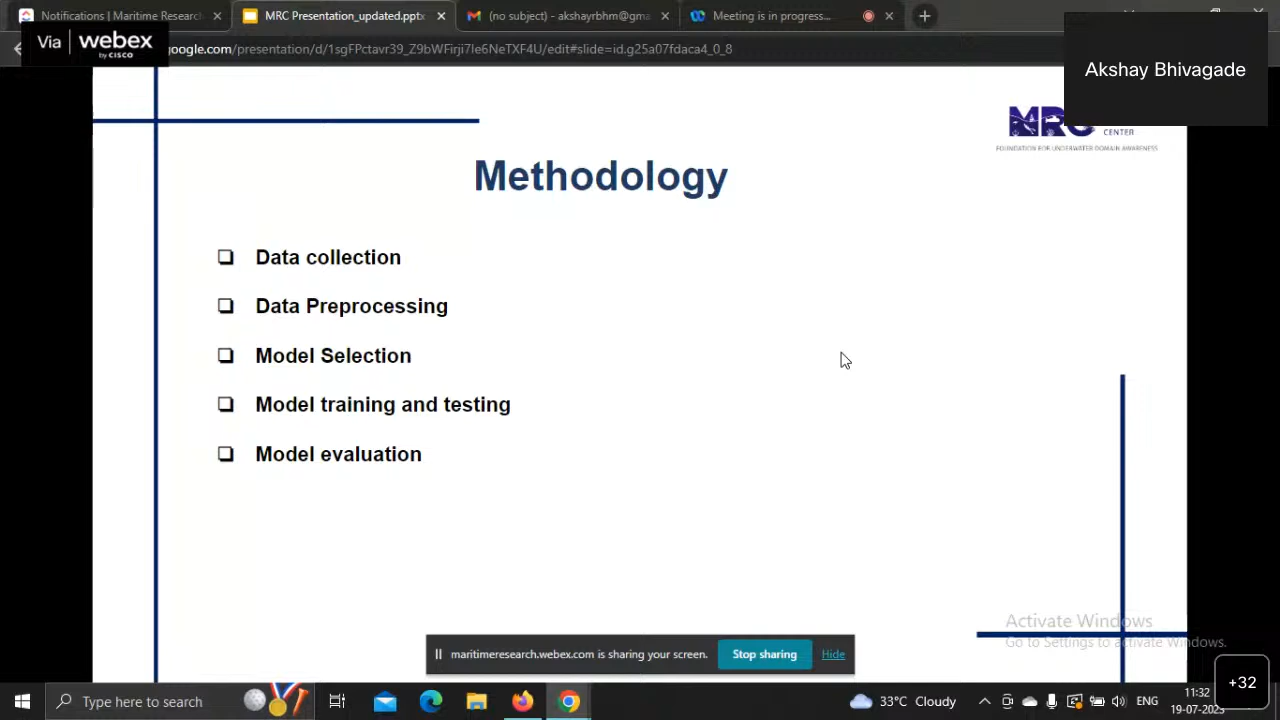 notifications | Maritime Research
MRC Presentation_updated.pptx
(no subject) - akshayrbhm@gma
Meeting is in progress...
Via webex
by CISCO
google.com/presentation/d/1sgFPctavr39_Z9bWFirji7le6NeTXF4U/edit#slide=id.g25a07fdaca4_0_8
Akshay Bhivagade
MRC
CENTER
FOUNDATION FOR UNDERWATER DOMAIN AWARENESS
Methodology
❏ Data collection
❏ Data Preprocessing
❏ Model Selection
❏ Model training and testing
❏ Model evaluation
Activate Windows
Go to Settings to activate Windows.
maritimeresearch.webex.com is sharing your screen.
Stop sharing
Hide
+32
Type here to search
33°C Cloudy
ENG
11:32
19-07-2023